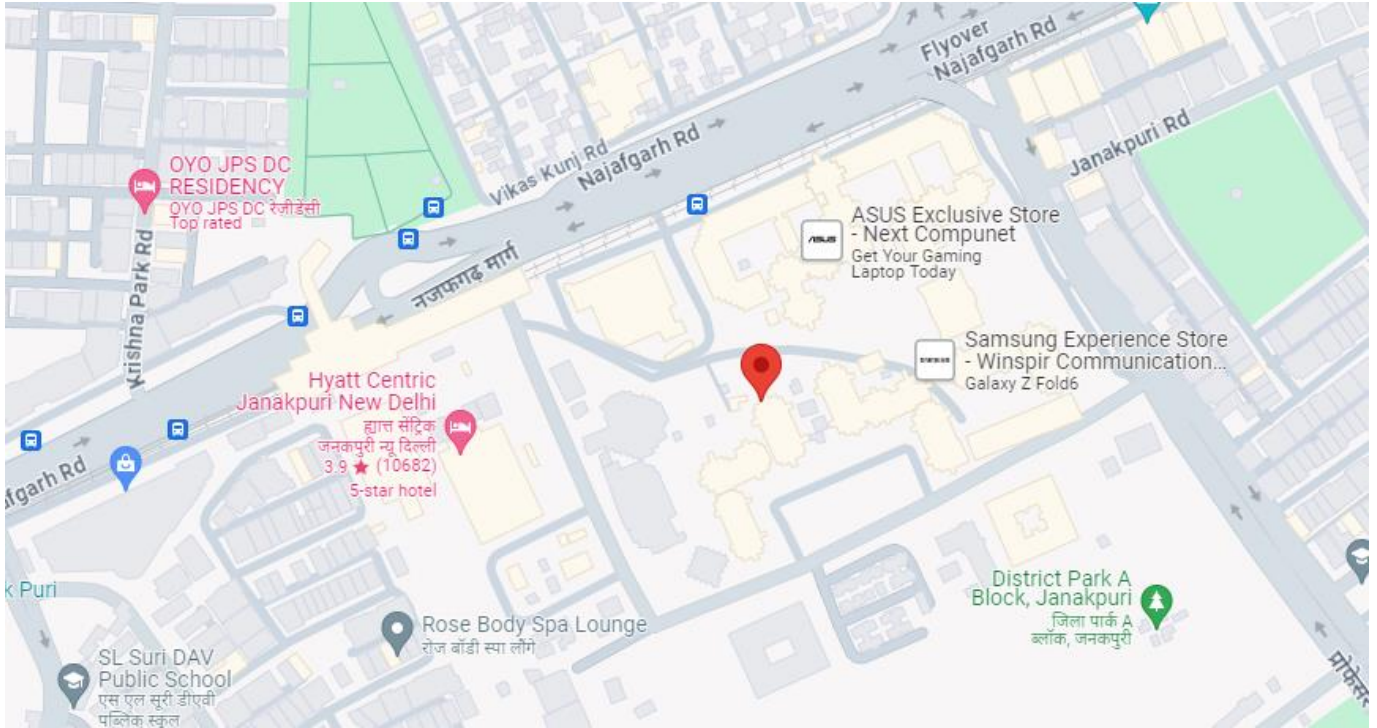 Flyover
Najafgarh Rd
Janakpuri Rd
Vikas Kunj Rd
Najafgarh Rd
OYO JPS DC
RESIDENCY
OYO JPS DC रेजीडेंसी
Top rated
ASUS
ASUS Exclusive Store
- Next Compunet
Get Your Gaming
Laptop Today
नजफगढ़ मार्ग
Krishna Park Rd
Samsung Experience Store
- Winspir Communication...
Galaxy Z Fold6
Hyatt Centric
Janakpuri New Delhi
ह्यात्त सेंट्रिक
जनकपुरी न्यू दिल्ली
3.9 ★ (10682)
5-star hotel
afgarh Rd
k Puri
District Park A
Block, Janakpuri
जिला पार्क A
ब्लॉक, जनकपुरी
Rose Body Spa Lounge
रोज बॉडी स्पा लौंगे
SL Suri DAV
Public School
एस एल सूरी डीएवी
पब्लिक स्कूल
प्रोफेसर